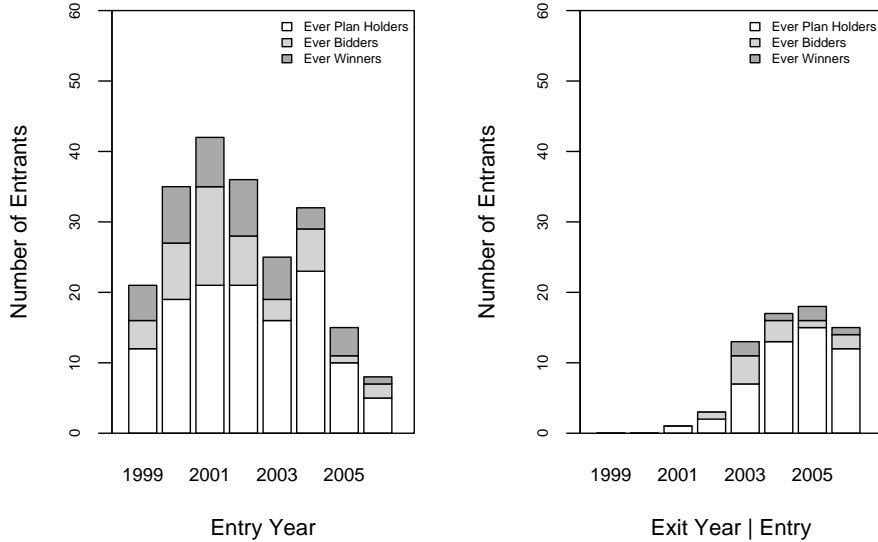 Number of Entrants
0
10
20
30
40
50
60
Ever Plan Holders
Ever Bidders
Ever Winners
1999
2001
2003
2005
Entry Year
Number of Entrants
0
10
20
30
40
50
60
Ever Plan Holders
Ever Bidders
Ever Winners
1999
2001
2003
2005
Exit Year | Entry